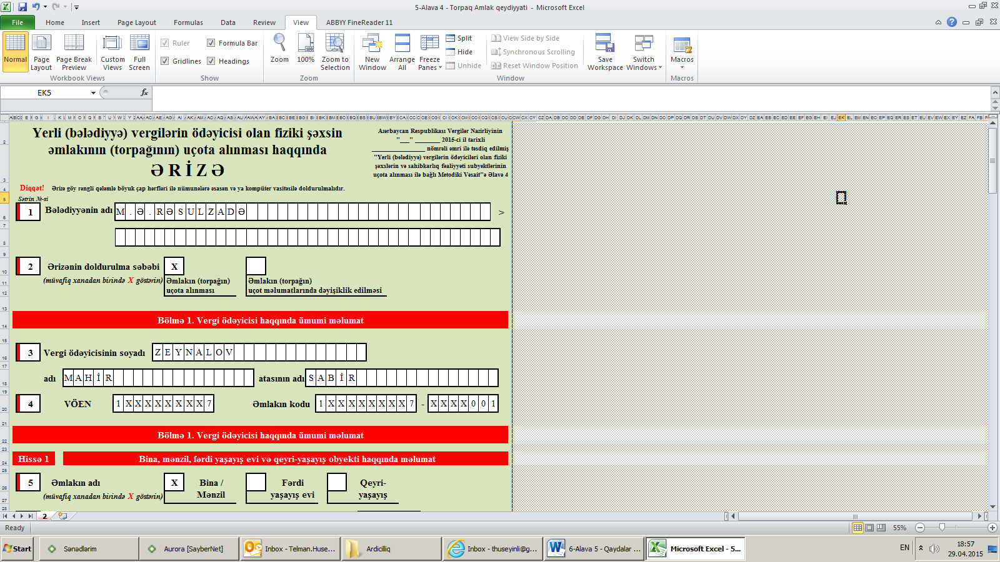 5-Alava 4 - Torpaq Amlak qeydiyyati - Microsoft Excel
File Home Insert Page Layout Formulas Data Review View ABBYY FineReader 11
Normal Page Layout Page Break Preview Custom Views Full Screen
Workbook Views
Ruler Formula Bar
Gridlines Headings
Show
Zoom 100% Zoom to Selection
Zoom
New Window Arrange All Freeze Panes
Split
Hide
Unhide
View Side by Side
Synchronous Scrolling
Reset Window Position
Save Workspace Switch Windows
Window
Macros
Macros
EK5 fx
Yerli (bələdiyyə) vergilərin ödəyicisi olan fiziki şəxsin
əmlakının (torpağının) uçota alınması haqqında
Ə R İ Z Ə
Azərbaycan Respublikası Vergilər Nazirliyinin
"___" ________ 2015-ci il tarixli
_________________ nömrəli əmri ilə təsdiq edilmiş
"Yerli (bələdiyyə) vergilərin ödəyiciləri olan fiziki
şəxslərin və sahibkarlıq fəaliyyəti subyektlərinin
uçota alınması ilə bağlı Metodiki Vəsait"ə Əlavə 4
Diqqət! Ərizə göy rəngli qələmlə böyük çap hərfləri ilə nümunələrə əsasən və ya kompüter vasitəsilə doldurulmalıdır.
Sətrin №-si
1 Bələdiyyənin adı M.Ə.RƏSULZADƏ >
2 Ərizənin doldurulma səbəbi X
(müvafiq xanadan birində X göstərin)
Əmlakın (torpağın)
uçota alınması
Əmlakın (torpağın)
uçot məlumatlarında dəyişiklik edilməsi
Bölmə 1. Vergi ödəyicisi haqqında ümumi məlumat
3 Vergi ödəyicisinin soyadı ZEYNALOV
adı MAHİR atasının adı SABİR
4 VÖEN 1XXXXXXXX7 Əmlakın kodu 1XXXXXXXX7 - XXXX001
Bölmə 1. Vergi ödəyicisi haqqında ümumi məlumat
Hissə 1 Bina, mənzil, fərdi yaşayış evi və qeyri-yaşayış obyekti haqqında məlumat
5 Əmlakın adı X Bina / Mənzil Fərdi yaşayış evi Qeyri-yaşayış
(müvafiq xanadan birində X göstərin)
2
Ready 55%
Start Sənədlərim Aurora [SayberNet] Inbox - Telman.Huse... Ardicilliq Inbox - thuseyinli@g... 6-Alava 5 - Qaydalar ... Microsoft Excel - 5... EN 18:57
29.04.2015